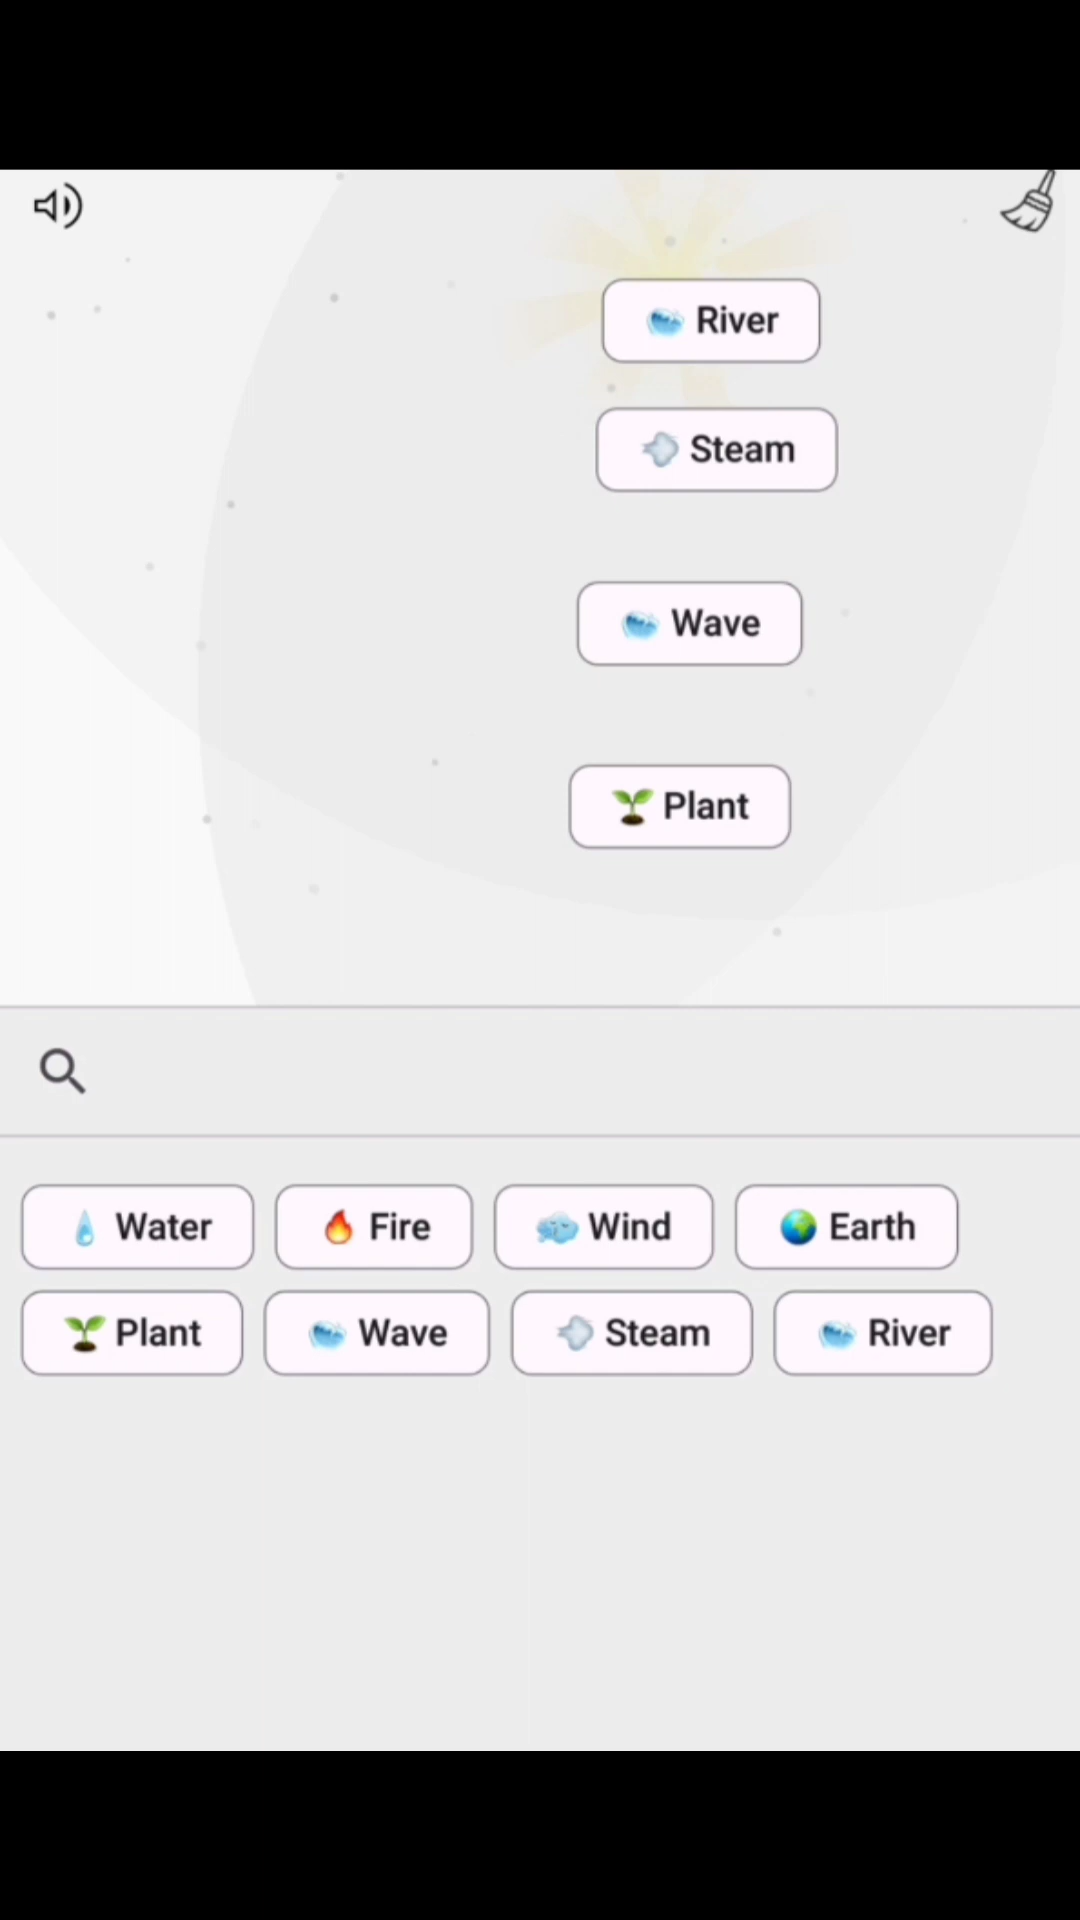 River
Steam
Wave
Plant
Water Fire Wind Earth
Plant Wave Steam River